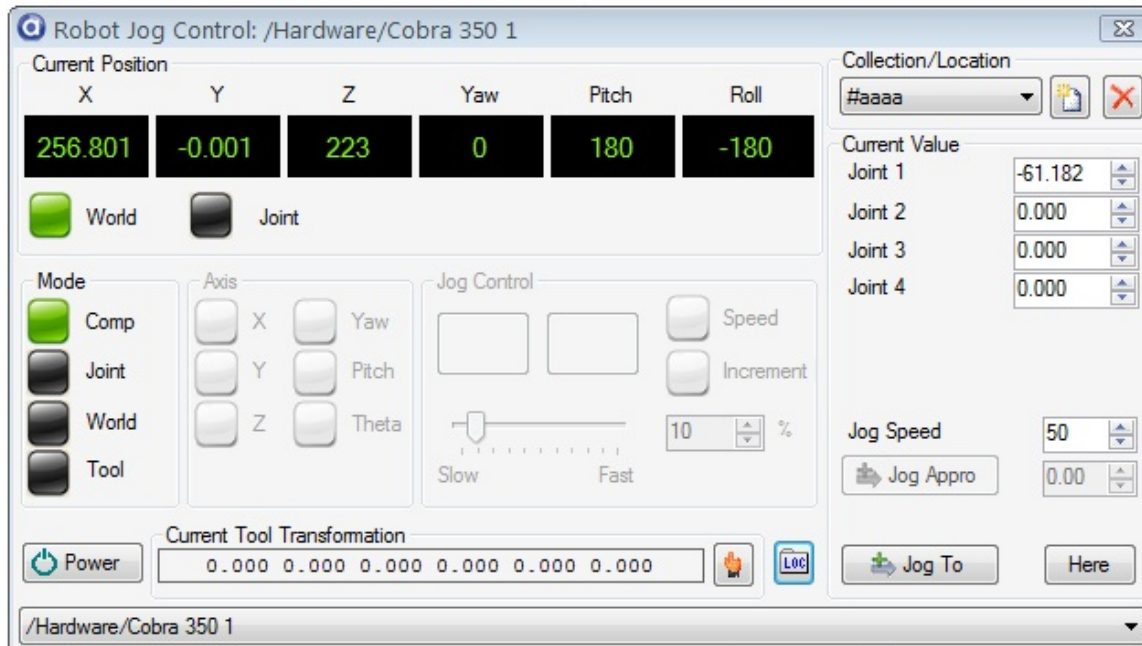 Robot Jog Control: /Hardware/Cobra 350 1
Current Position
X Y Z Yaw Pitch Roll
256.801 -0.001 223 0 180 -180
World Joint
Mode
Comp
Joint
World
Tool
Axis
X Yaw
Y Pitch
Z Theta
Jog Control
Speed
Increment
10 %
Slow Fast
Power
Current Tool Transformation
0.000 0.000 0.000 0.000 0.000 0.000
LOC
Collection/Location
#aaaa
Current Value
Joint 1 -61.182
Joint 2 0.000
Joint 3 0.000
Joint 4 0.000
Jog Speed 50
Jog Appro 0.00
Jog To Here
/Hardware/Cobra 350 1